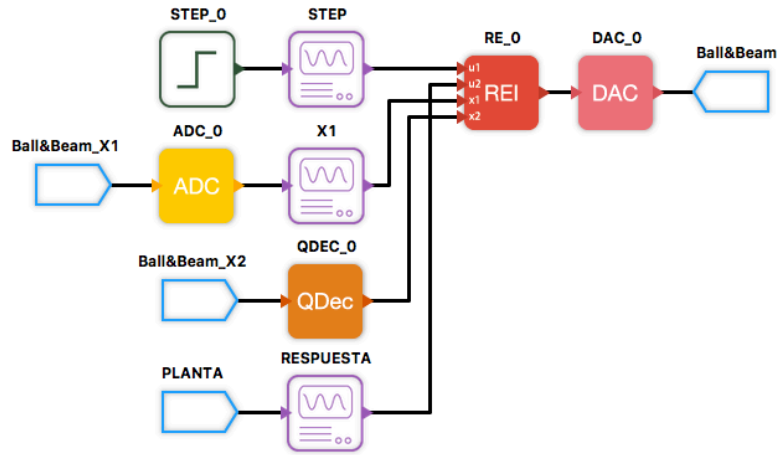 STEP_0
STEP
RE_0
DAC_0
Ball&Beam
u1
u2
x1
x2
REI
DAC
Ball&Beam_X1
ADC_0
X1
ADC
Ball&Beam_X2
QDEC_0
QDec
PLANTA
RESPUESTA